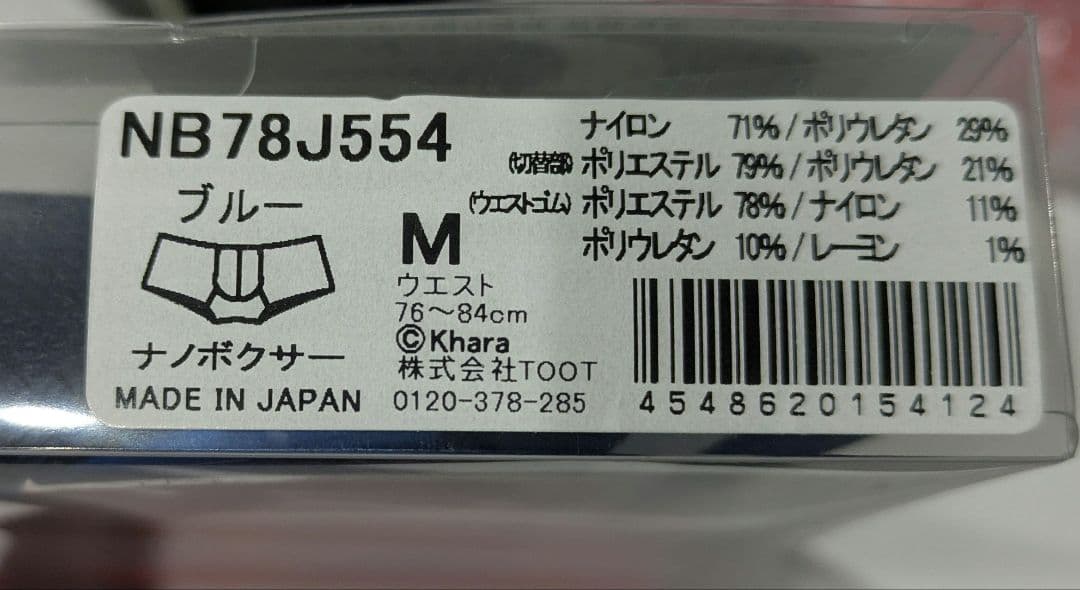 NB78J554
ブルー
ナノボクサー
MADE IN JAPAN
M
ウエスト
76～84cm
©Khara
株式会社TOOT
0120-378-285
ナイロン 71%/ポリウレタン 29%
(切替部) ポリエステル 79%/ポリウレタン 21%
(ウエストゴム) ポリエステル 78%/ナイロン 11%
ポリウレタン 10%/レーヨン 1%
4548620154124